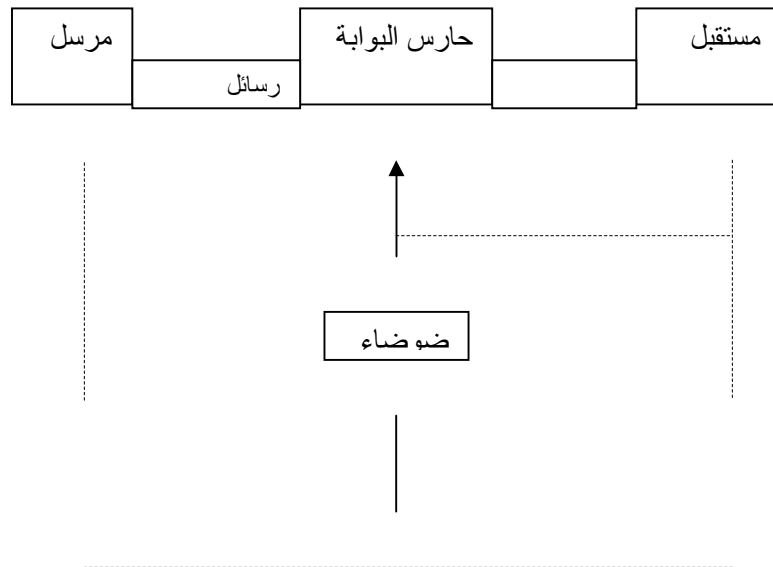 مستقبل
حارس البوابة
مرسل
رسائل
ضوضاء